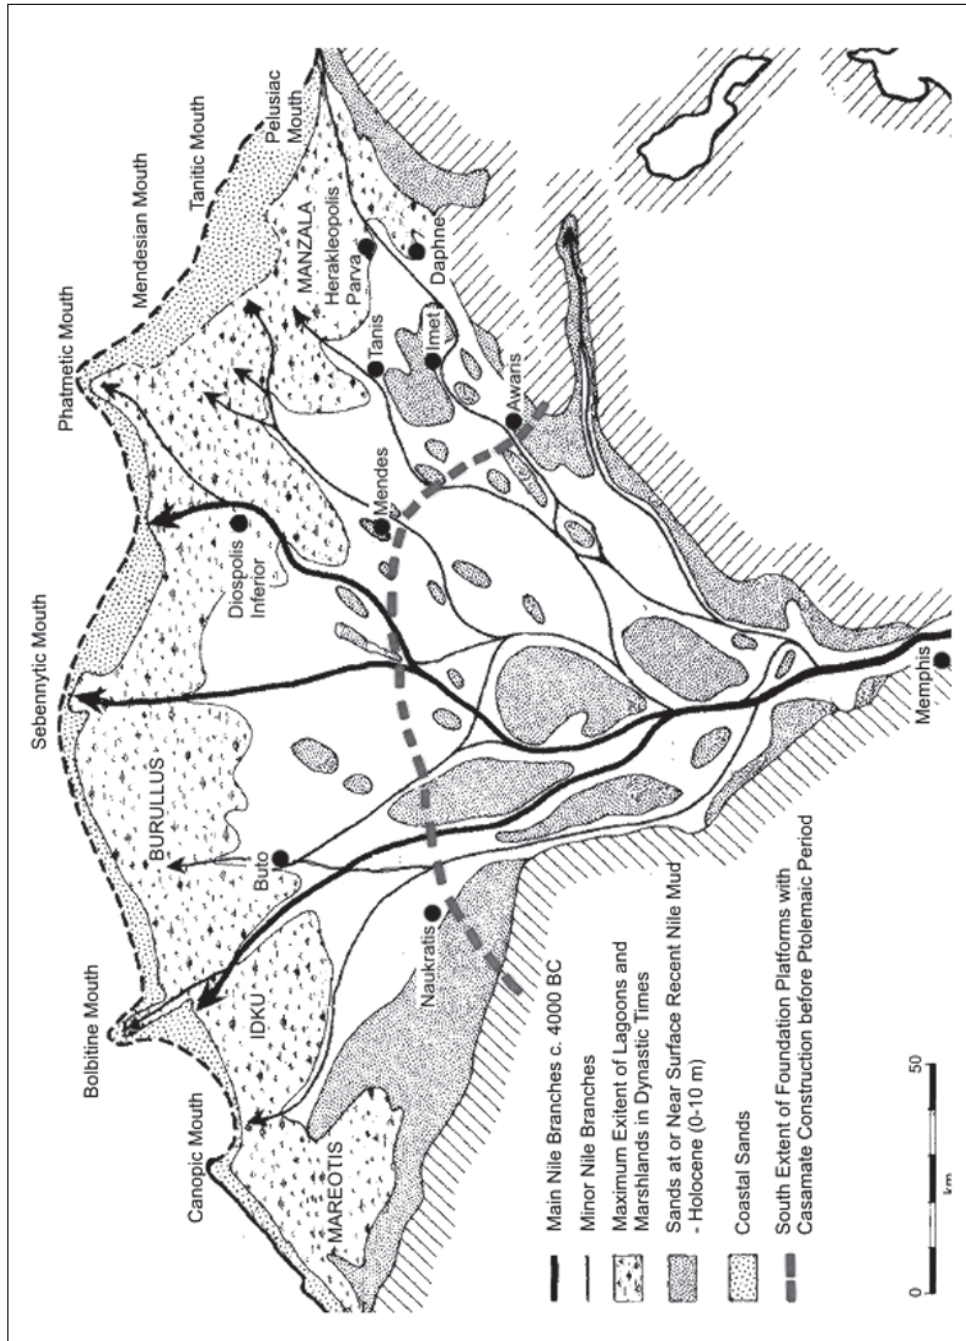 Canopic Mouth
Bolbitine Mouth
Sebennytic Mouth
Phatmetic Mouth
Mendesian Mouth
Tanitic Mouth
Pelusiac
Mouth
MAREOTIS
IDKU
BURULLUS
MANZALA
Herakleopolis
Parva
Diospolis
Inferior
Buto
Naukratis
Mendes
Tanis
Imet
Daphne
Awaris
Memphis
Main Nile Branches c. 4000 BC
Minor Nile Branches
Maximum Exitent of Lagoons and
Marshlands in Dynastic Times
Sands at or Near Surface Recent Nile Mud
- Holocene (0-10 m)
Coastal Sands
South Extent of Foundation Platforms with
Casamate Construction before Ptolemaic Period
0
50
km